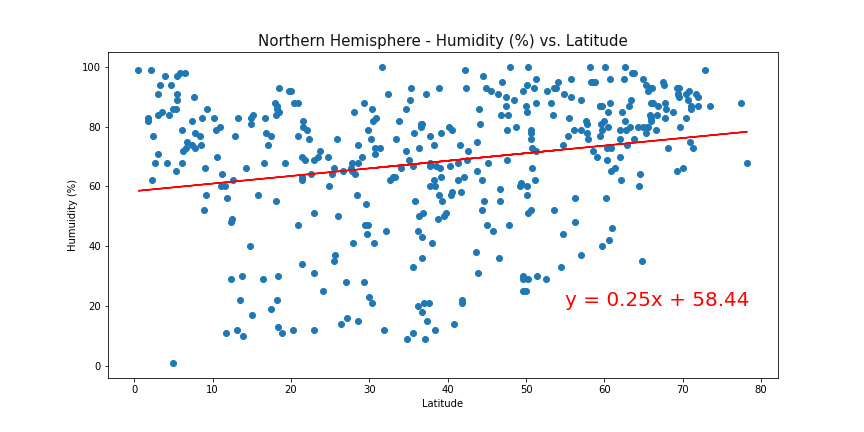 Northern Hemisphere - Humidity (%) vs. Latitude
Humuidity (%)
100
80
60
40
20
0
y = 0.25x + 58.44
0 10 20 30 40 50 60 70 80
Latitude